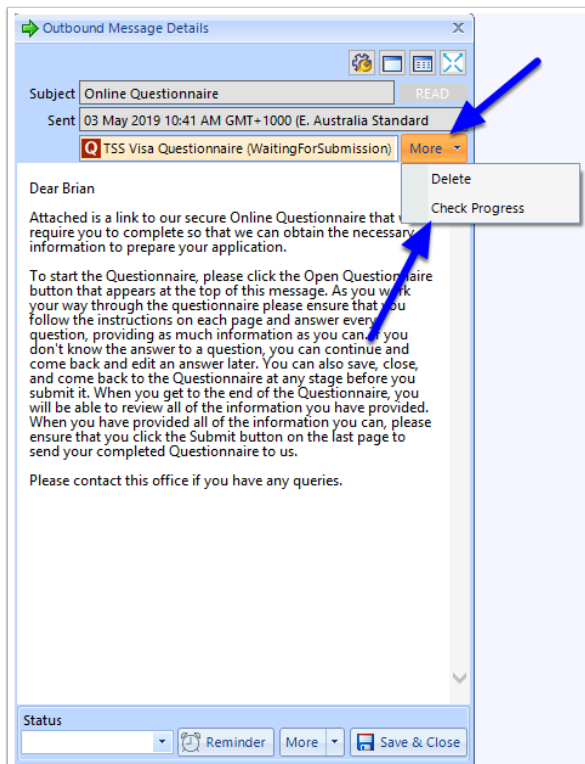 Outbound Message Details
Subject Online Questionnaire READ
Sent 03 May 2019 10:41 AM GMT+1000 (E. Australia Standard
Q TSS Visa Questionnaire (WaitingForSubmission) More
Delete
Check Progress
Dear Brian
Attached is a link to our secure Online Questionnaire that
require you to complete so that we can obtain the necessary
information to prepare your application.
To start the Questionnaire, please click the Open Questionnaire
button that appears at the top of this message. As you work
your way through the questionnaire please ensure that you
follow the instructions on each page and answer every
question, providing as much information as you can. If you
don't know the answer to a question, you can continue and
come back and edit an answer later. You can also save, close,
and come back to the Questionnaire at any stage before you
submit it. When you get to the end of the Questionnaire, you
will be able to review all of the information you have provided.
When you have provided all of the information you can, please
ensure that you click the Submit button on the last page to
send your completed Questionnaire to us.
Please contact this office if you have any queries.
Status
Reminder More Save & Close